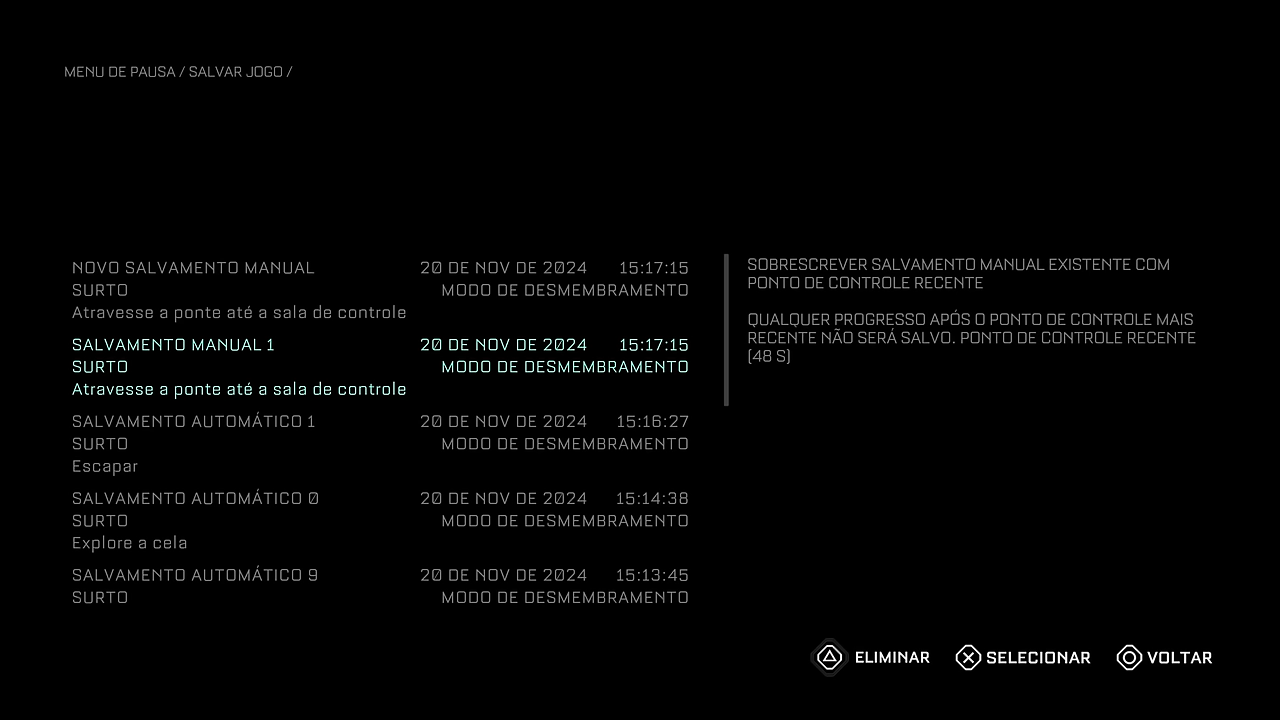 MENU DE PAUSA / SALVAR JOGO /
NOVO SALVAMENTO MANUAL 20 DE NOV DE 2024 15:17:15
SURTO MODO DE DESMEMBRAMENTO
Atravesse a ponte até a sala de controle
SALVAMENTO MANUAL 1 20 DE NOV DE 2024 15:17:15
SURTO MODO DE DESMEMBRAMENTO
Atravesse a ponte até a sala de controle
SALVAMENTO AUTOMÁTICO 1 20 DE NOV DE 2024 15:16:27
SURTO MODO DE DESMEMBRAMENTO
Escapar
SALVAMENTO AUTOMÁTICO 0 20 DE NOV DE 2024 15:14:38
SURTO MODO DE DESMEMBRAMENTO
Explore a cela
SALVAMENTO AUTOMÁTICO 9 20 DE NOV DE 2024 15:13:45
SURTO MODO DE DESMEMBRAMENTO
SOBRESCREVER SALVAMENTO MANUAL EXISTENTE COM
PONTO DE CONTROLE RECENTE
QUALQUER PROGRESSO APÓS O PONTO DE CONTROLE MAIS
RECENTE NÃO SERÁ SALVO. PONTO DE CONTROLE RECENTE
(48 S)
ELIMINAR SELECIONAR VOLTAR